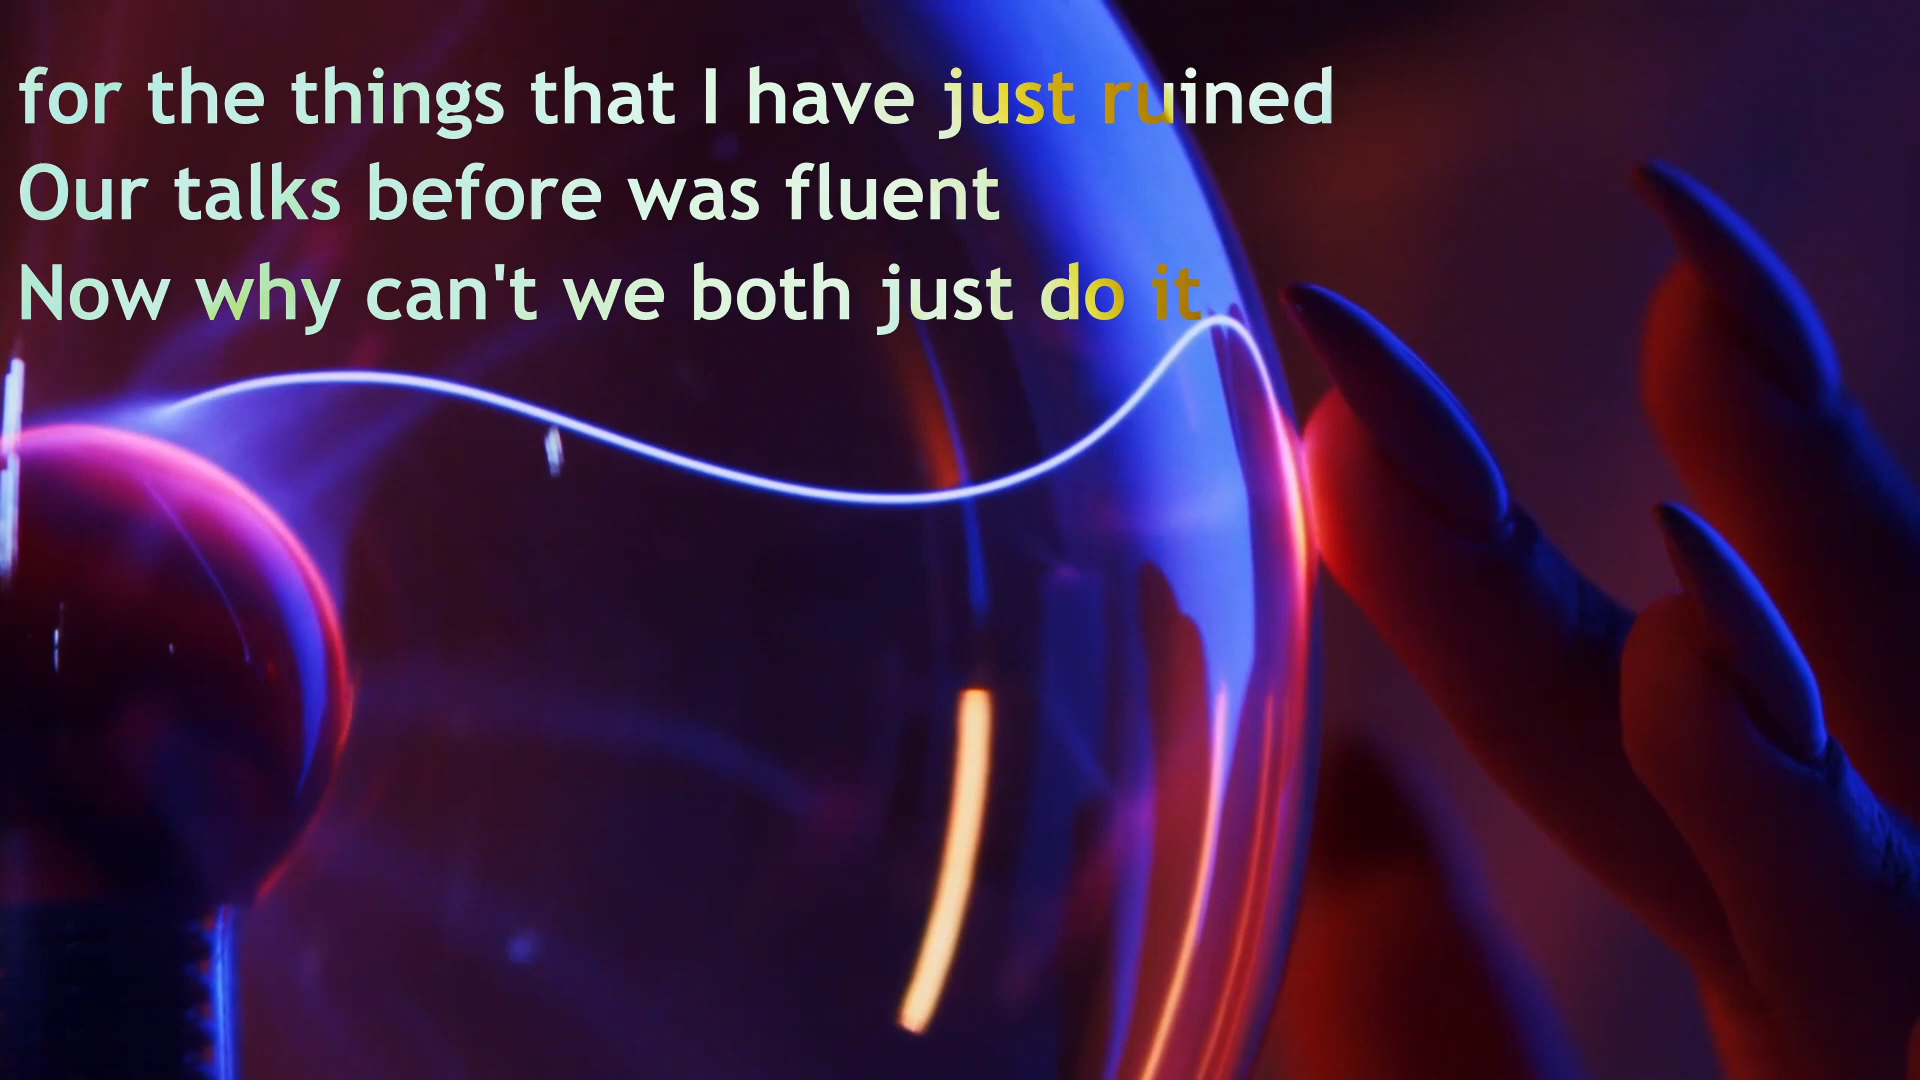 for the things that I have just ruined
Our talks before was fluent
Now why can't we both just do it